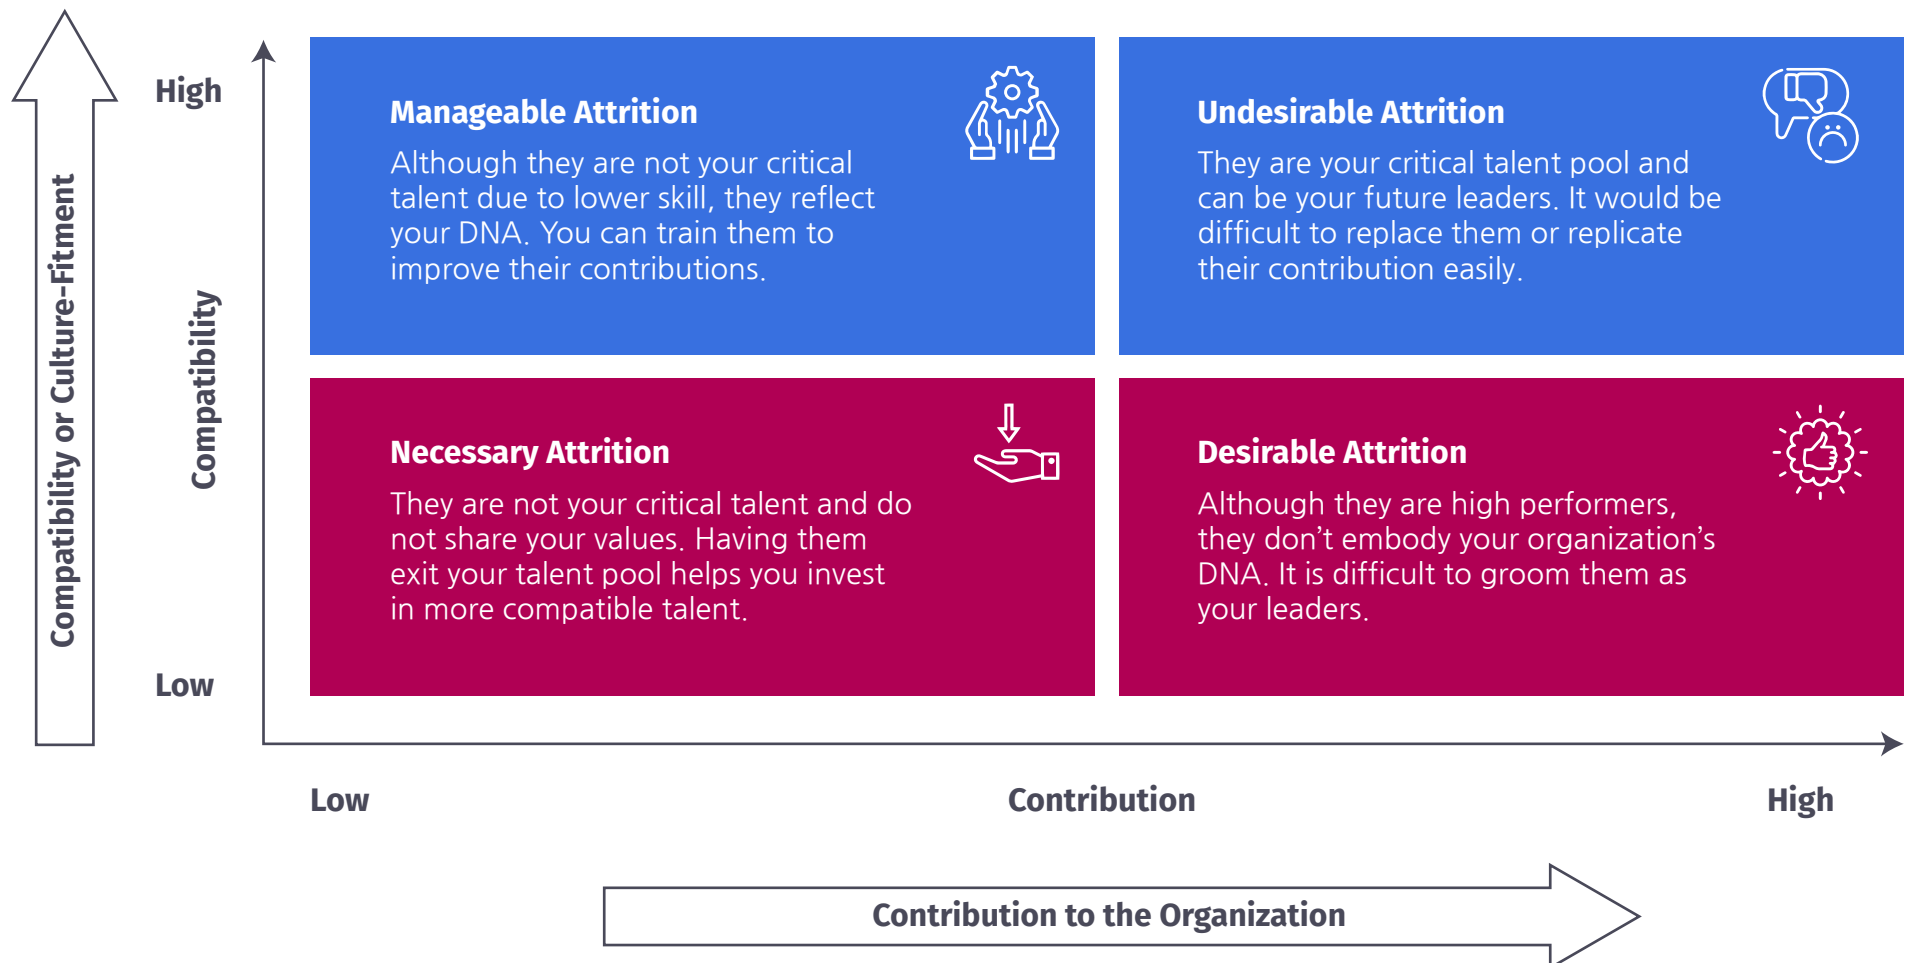 Compatibility or Culture-Fitment
High
Compatibility
Low
Manageable Attrition
Although they are not your critical
talent due to lower skill, they reflect
your DNA. You can train them to
improve their contributions.
Undesirable Attrition
They are your critical talent pool and
can be your future leaders. It would be
difficult to replace them or replicate
their contribution easily.
Necessary Attrition
They are not your critical talent and do
not share your values. Having them
exit your talent pool helps you invest
in more compatible talent.
Desirable Attrition
Although they are high performers,
they don’t embody your organization’s
DNA. It is difficult to groom them as
your leaders.
Low
Contribution
High
Contribution to the Organization